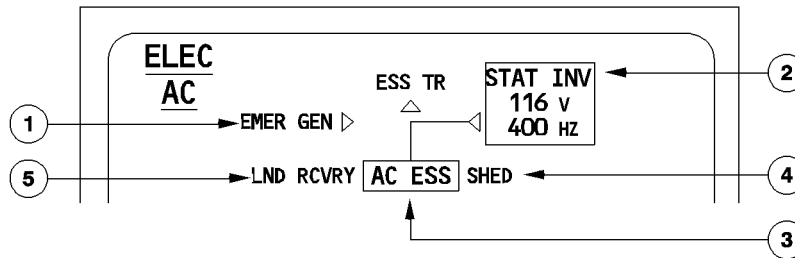 ELEC
AC
ESS TR
STAT INV
116 V
400 HZ
2
1
EMER GEN
5
LND RCVRY
AC ESS
SHED
4
3